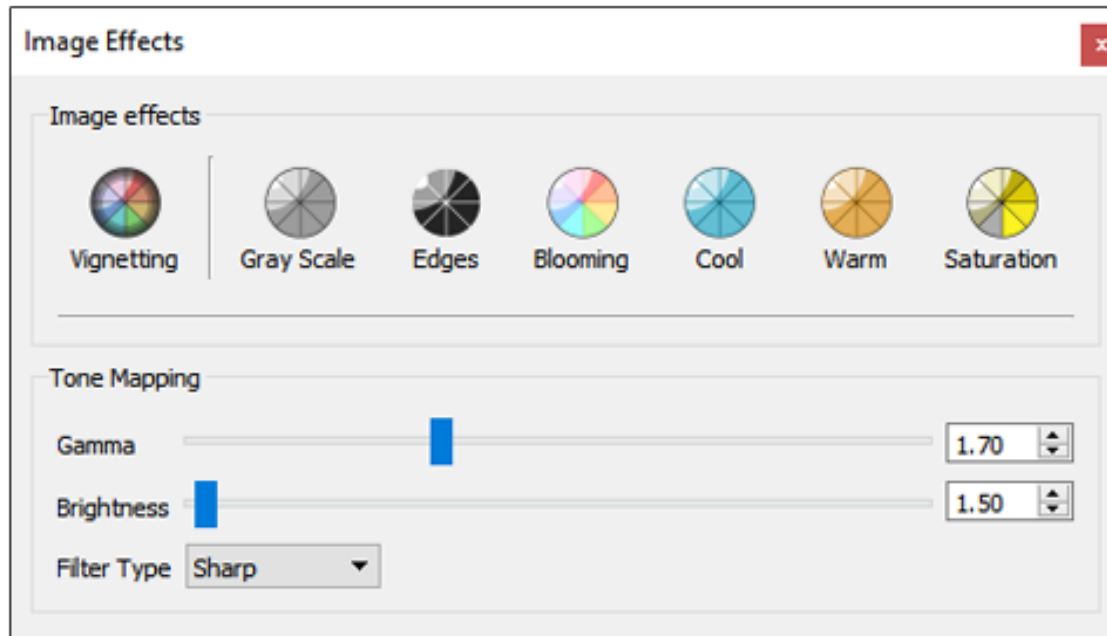 Image Effects
x
Image effects
Vignetting Gray Scale Edges Blooming Cool Warm Saturation
Tone Mapping
Gamma 1.70
Brightness 1.50
Filter Type Sharp